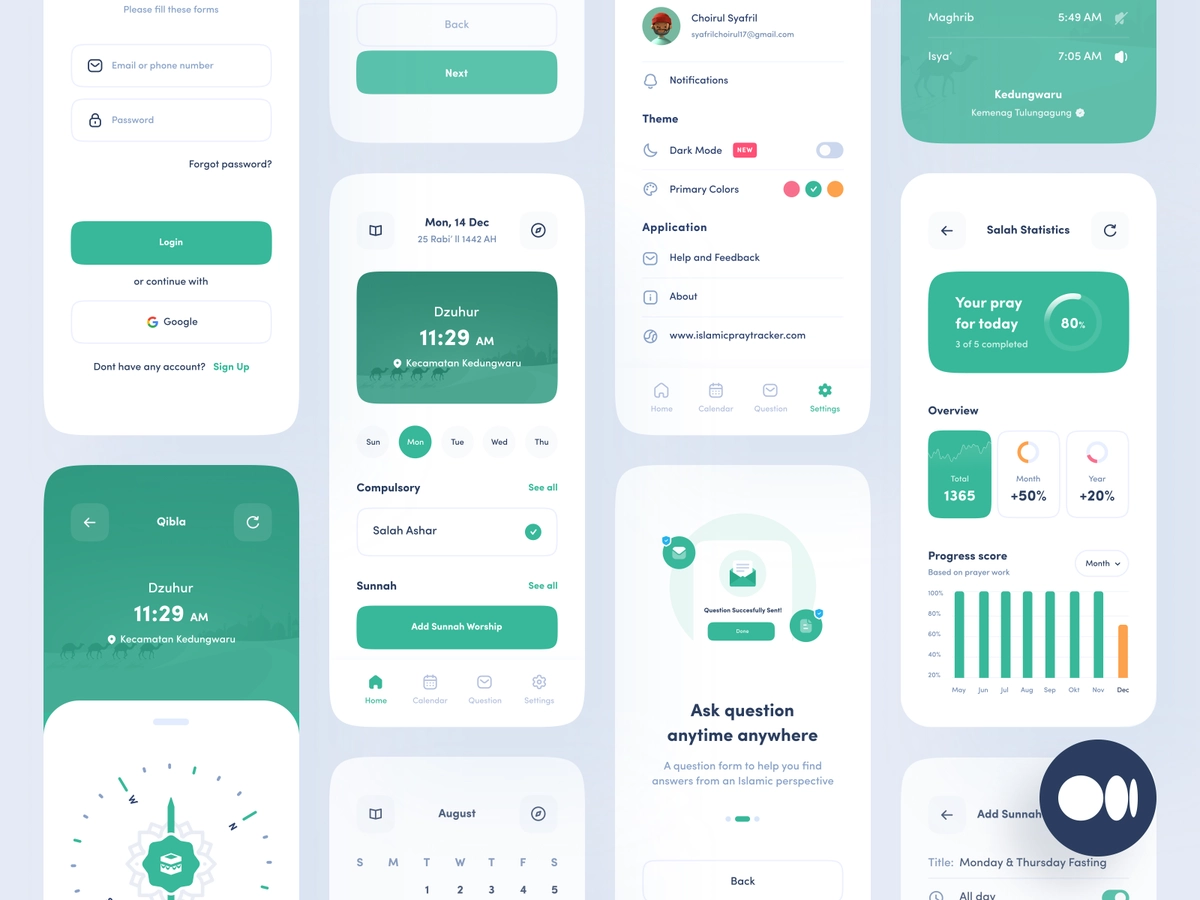 Please fill these forms
Email or phone number
Password
Forgot password?
Login
or continue with
Google
Dont have any account? Sign Up
Qibla
Dzuhur
11:29 AM
Kecamatan Kedungwaru
W
N
Back
Next
Mon, 14 Dec
25 Rabi' ll 1442 AH
Dzuhur
11:29 AM
Kecamatan Kedungwaru
Sun Mon Tue Wed Thu
Compulsory See all
Salah Ashar
Sunnah See all
Add Sunnah Worship
Home Calendar Question Settings
August
S M T W T F S
1 2 3 4 5
Choirul Syafril
syafrilchoirul17@gmail.com
Notifications
Theme
Dark Mode NEW
Primary Colors
Application
Help and Feedback
About
www.islamicpraytracker.com
Home Calendar Question Settings
Question Succesfully Sent!
Done
Ask question
anytime anywhere
A question form to help you find
answers from an Islamic perspective
Back
Maghrib 5:49 AM
Isya' 7:05 AM
Kedungwaru
Kemenag Tulungagung
Salah Statistics
Your pray
for today
3 of 5 completed
80%
Overview
Total
1365
Month
+50%
Year
+20%
Progress score
Based on prayer work
Month
100%
80%
60%
40%
20%
May Jun Jul Aug Sep Okt Nov Dec
Add Sunnah
Title: Monday & Thursday Fasting
All day